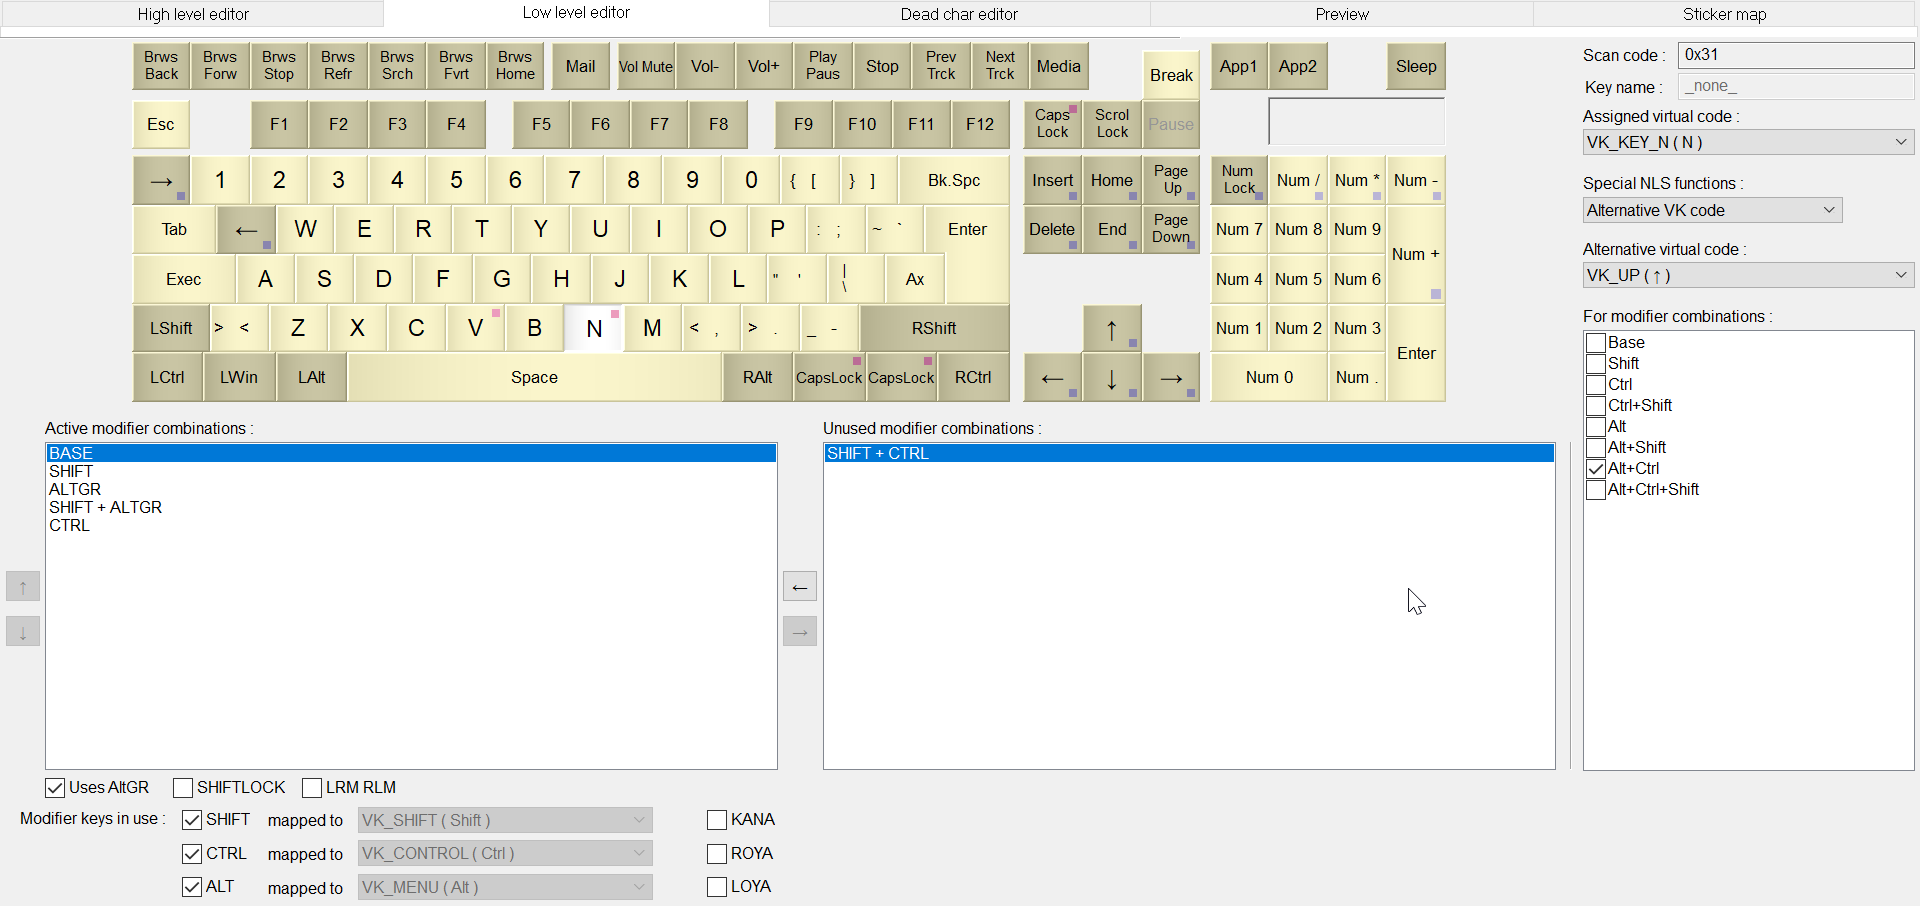 High level editor
Low level editor
Dead char editor
Preview
Sticker map
Brws Back
Brws Forw
Brws Stop
Brws Refr
Brws Srch
Brws Fvrt
Brws Home
Mail
Vol Mute
Vol-
Vol+
Play Paus
Stop
Prev Trck
Next Trck
Media
Break
App1
App2
Sleep
Esc
F1
F2
F3
F4
F5
F6
F7
F8
F9
F10
F11
F12
Caps Lock
Scrol Lock
Pause
→
1
2
3
4
5
6
7
8
9
0
{ [
} ]
Bk.Spc
Insert
Home
Page Up
Num Lock
Num /
Num *
Num -
Tab
←
W
E
R
T
Y
U
I
O
P
: ;
~ `
Enter
Delete
End
Page Down
Num 7
Num 8
Num 9
Num +
Exec
A
S
D
F
G
H
J
K
L
" '
| \
Ax
Num 4
Num 5
Num 6
LShift
> <
Z
X
C
V
B
N
M
< ,
> .
_ -
RShift
↑
Num 1
Num 2
Num 3
Enter
LCtrl
LWin
LAlt
Space
RAlt
CapsLock
CapsLock
RCtrl
←
↓
→
Num 0
Num .
Scan code :
0x31
Key name :
_none_
Assigned virtual code :
VK_KEY_N ( N )
Special NLS functions :
Alternative VK code
Alternative virtual code :
VK_UP ( ↑ )
For modifier combinations :
Base
Shift
Ctrl
Ctrl+Shift
Alt
Alt+Shift
Alt+Ctrl
Alt+Ctrl+Shift
Active modifier combinations :
BASE
SHIFT
ALTGR
SHIFT + ALTGR
CTRL
Unused modifier combinations :
SHIFT + CTRL
↑
↓
←
→
Uses AltGR
SHIFTLOCK
LRM RLM
Modifier keys in use :
SHIFT
mapped to
VK_SHIFT ( Shift )
KANA
CTRL
mapped to
VK_CONTROL ( Ctrl )
ROYA
ALT
mapped to
VK_MENU ( Alt )
LOYA